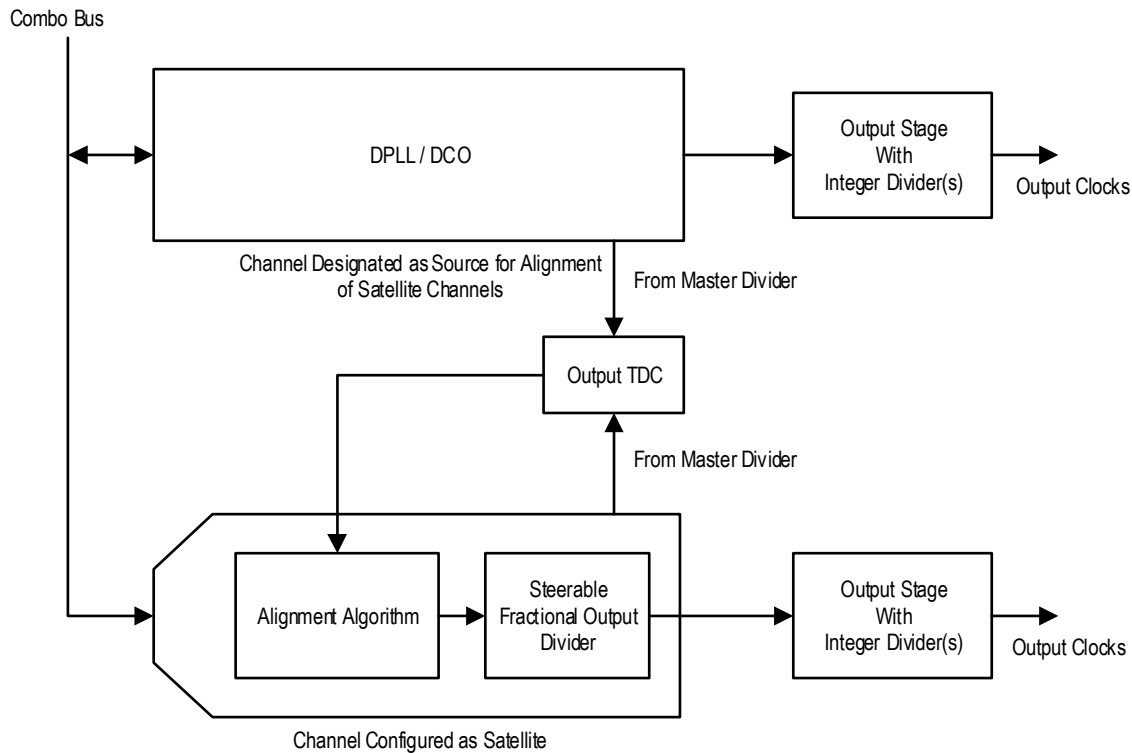 Combo Bus
DPLL / DCO
Output Stage
With
Integer Divider(s)
Output Clocks
Channel Designated as Source for Alignment
of Satellite Channels
From Master Divider
Output TDC
From Master Divider
Alignment Algorithm
Steerable
Fractional Output
Divider
Output Stage
With
Integer Divider(s)
Output Clocks
Channel Configured as Satellite